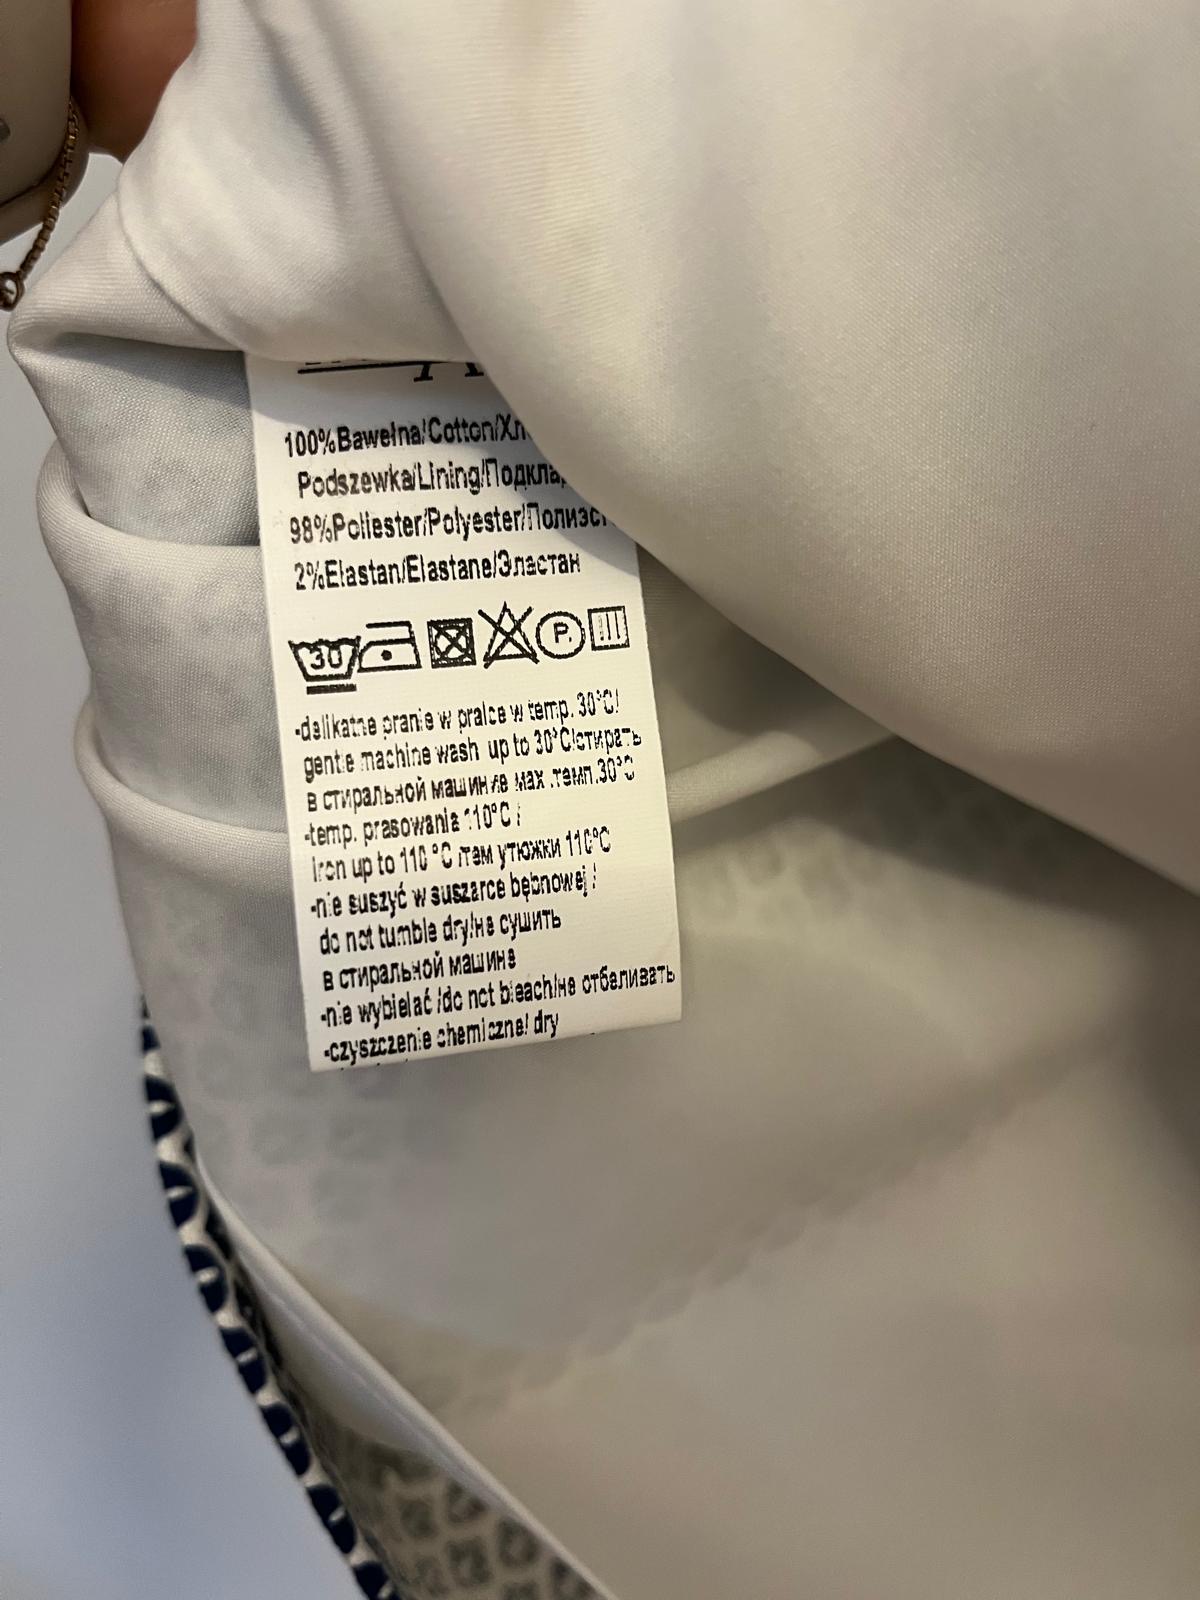 100%Bawełna/Cotton/Хл
Podszewka/Lining/Подкла
98%Poliester/Polyester/Полиэст
2%Elastan/Elastane/Эластан
30 P
-delikatne pranie w pralce w temp. 30°C/
gentle machine wash up to 30°C/стирать
в стиральной машине мах .темп.30°C
-temp. prasowania 110°C /
iron up to 110 °C /тем утюжки 110°C
-nie suszyć w suszarce bębnowej /
do not tumble dry/не сушить
в стиральной машине
-nie wybielać /do not bleach/не отбеливать
-czyszczenie chemiczne/ dry